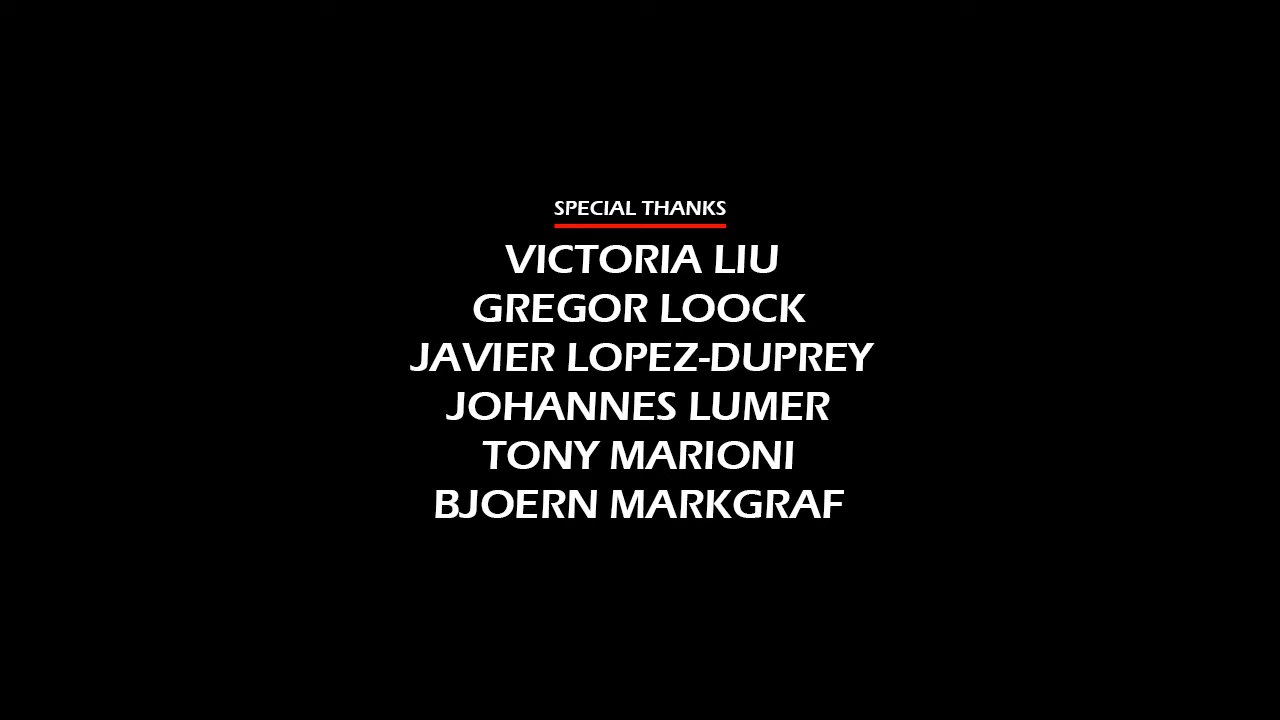 SPECIAL THANKS
VICTORIA LIU
GREGOR LOOCK
JAVIER LOPEZ-DUPREY
JOHANNES LUMER
TONY MARIONI
BJOERN MARKGRAF